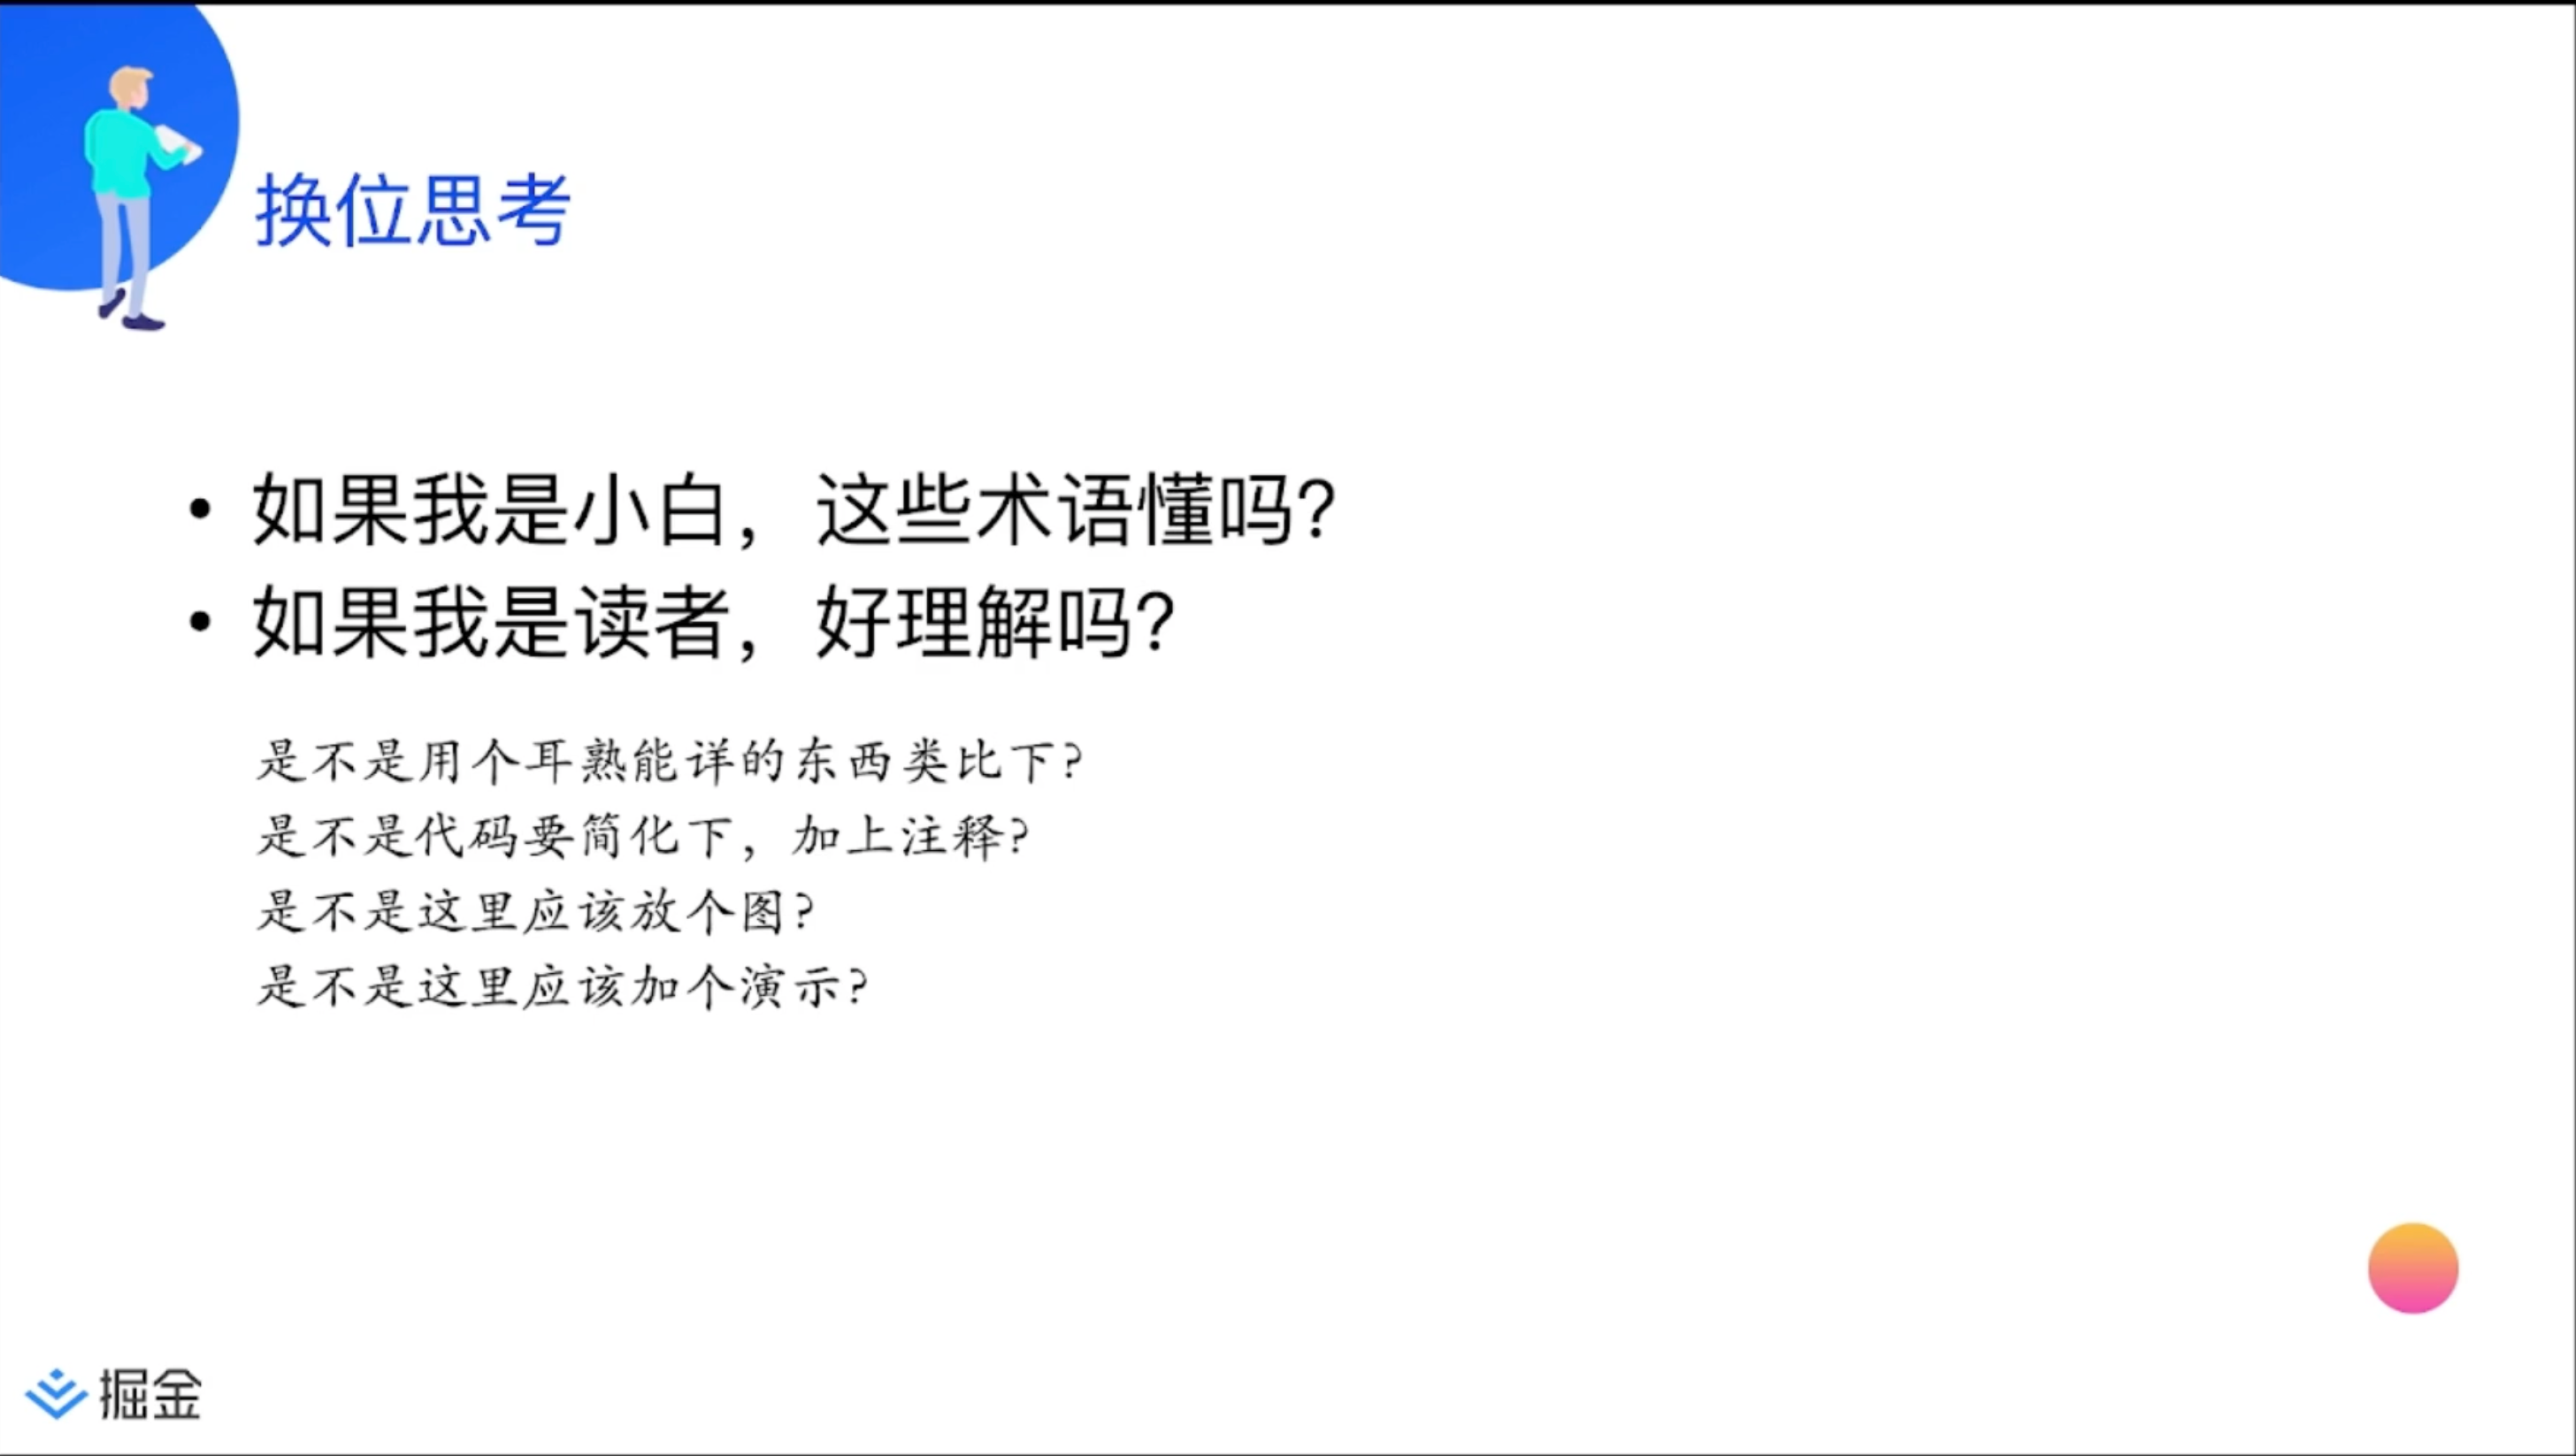 换位思考
• 如果我是小白，这些术语懂吗？
• 如果我是读者，好理解吗？
是不是用个耳熟能详的东西类比下？
是不是代码要简化下，加上注释？
是不是这里应该放个图？
是不是这里应该加个演示？
掘金